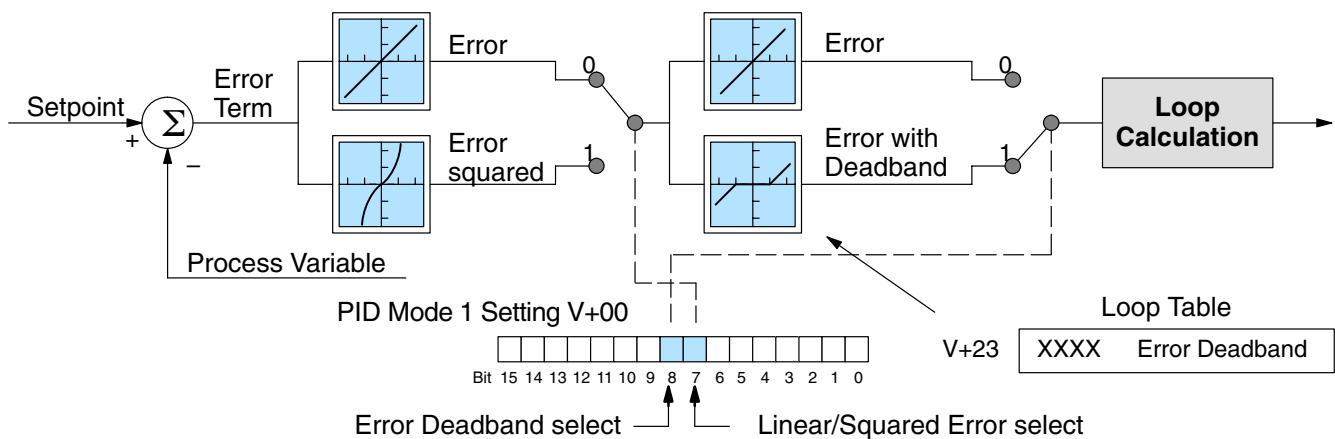 Setpoint
+
−
Σ
Error
Term
Error
0
Error
squared
1
Error
0
Error with
Deadband
1
Loop
Calculation
Process Variable
PID Mode 1 Setting V+00
Bit 15 14 13 12 11 10 9 8 7 6 5 4 3 2 1 0
Error Deadband select
Linear/Squared Error select
Loop Table
V+23 XXXX Error Deadband